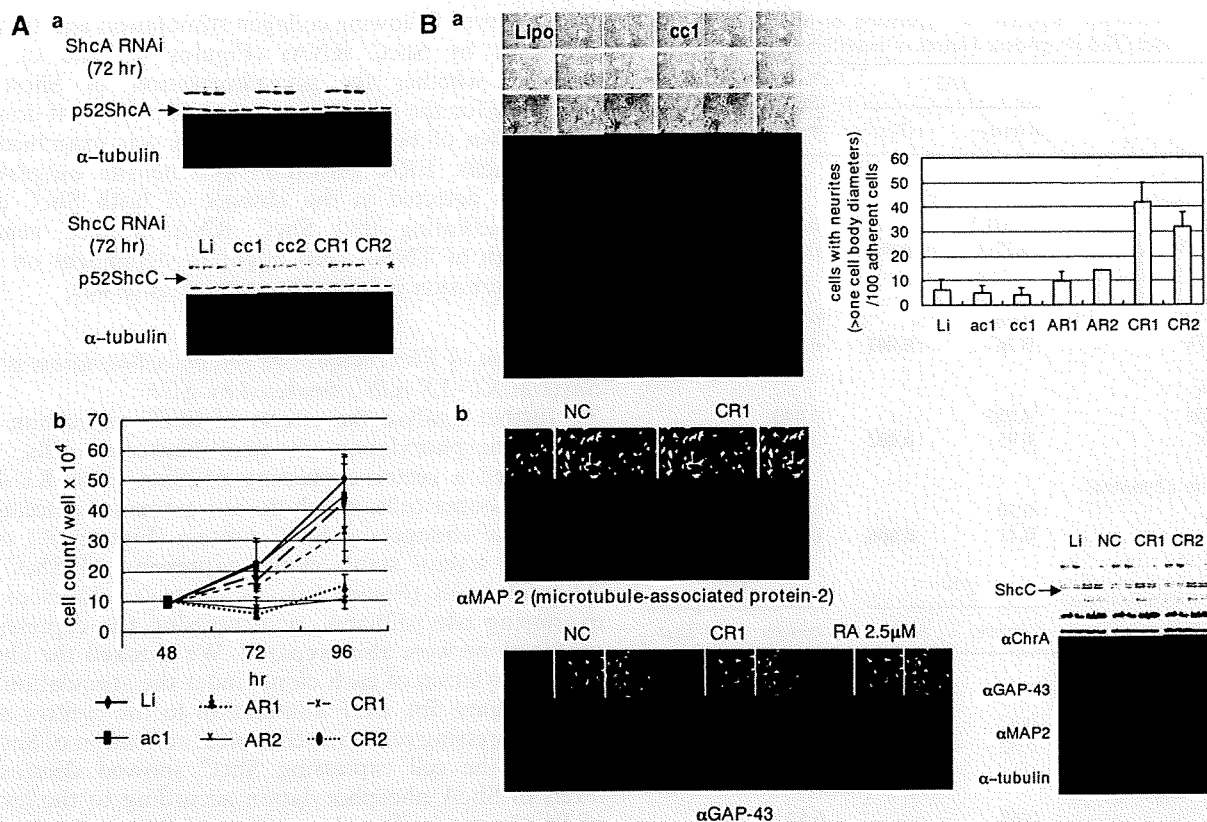 A
a
ShcA RNAi
(72 hr)
p52ShcA
α-tubulin
ShcC RNAi
(72 hr)
Li cc1 cc2 CR1 CR2
*
p52ShcC
α-tubulin
b
cell count/ well x 10⁴
70
60
50
40
30
20
10
0
48 72 96
hr
Li AR1 CR1
ac1 AR2 CR2
B
a
Lipo cc1
cells with neurites
(>one cell body diameters)
/100 adherent cells
60
50
40
30
20
10
0
Li ac1 cc1 AR1 AR2 CR1 CR2
b
NC CR1
αMAP 2 (microtubule-associated protein-2)
NC CR1 RA 2.5μM
αGAP-43
Li NC CR1 CR2
ShcC
αChrA
αGAP-43
αMAP2
α-tubulin